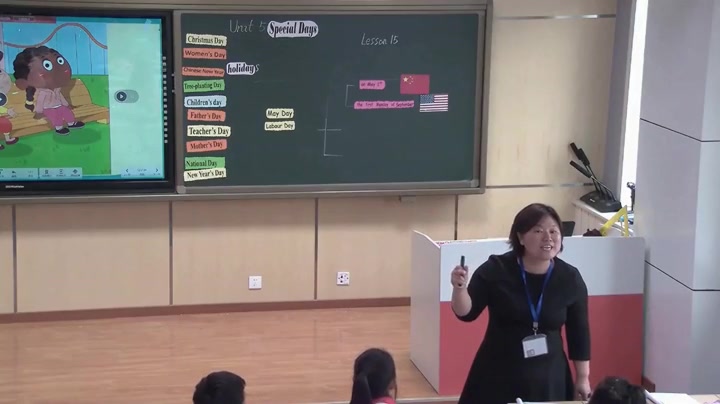 Unit 5 Special Days
Lesson 15
Christmas Day
Women's Day
Chinese New Year
holidays
Tree-planting Day
Children's day
Father's Day
Teacher's Day
Mother's Day
National Day
New Year's Day
May Day
Labour Day
on May 1st
the first Monday of September